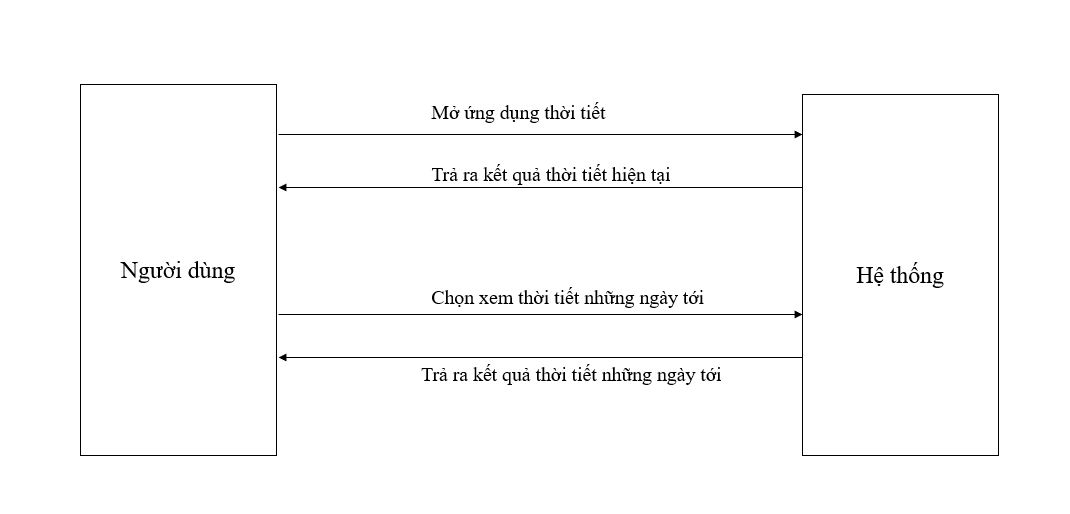 Mở ứng dụng thời tiết
Trả ra kết quả thời tiết hiện tại
Người dùng
Hệ thống
Chọn xem thời tiết những ngày tới
Trả ra kết quả thời tiết những ngày tới